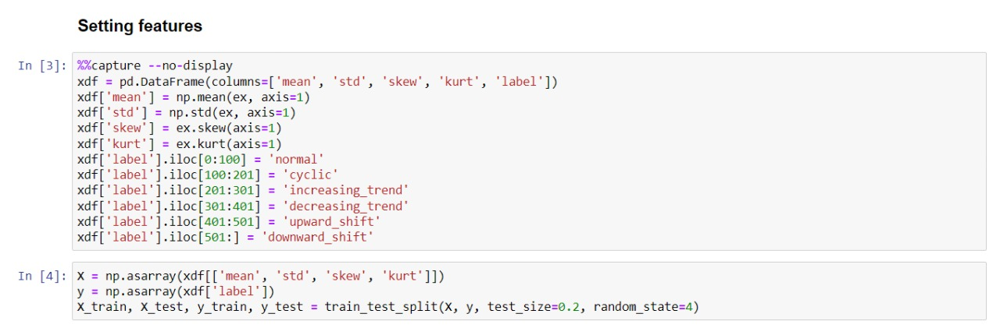 Setting features
In [3]: %%capture --no-display
xdf = pd.DataFrame(columns=['mean', 'std', 'skew', 'kurt', 'label'])
xdf['mean'] = np.mean(ex, axis=1)
xdf['std'] = np.std(ex, axis=1)
xdf['skew'] = ex.skew(axis=1)
xdf['kurt'] = ex.kurt(axis=1)
xdf['label'].iloc[0:100] = 'normal'
xdf['label'].iloc[100:201] = 'cyclic'
xdf['label'].iloc[201:301] = 'increasing_trend'
xdf['label'].iloc[301:401] = 'decreasing_trend'
xdf['label'].iloc[401:501] = 'upward_shift'
xdf['label'].iloc[501:] = 'downward_shift'
In [4]: X = np.asarray(xdf[['mean', 'std', 'skew', 'kurt']])
y = np.asarray(xdf['label'])
X_train, X_test, y_train, y_test = train_test_split(X, y, test_size=0.2, random_state=4)